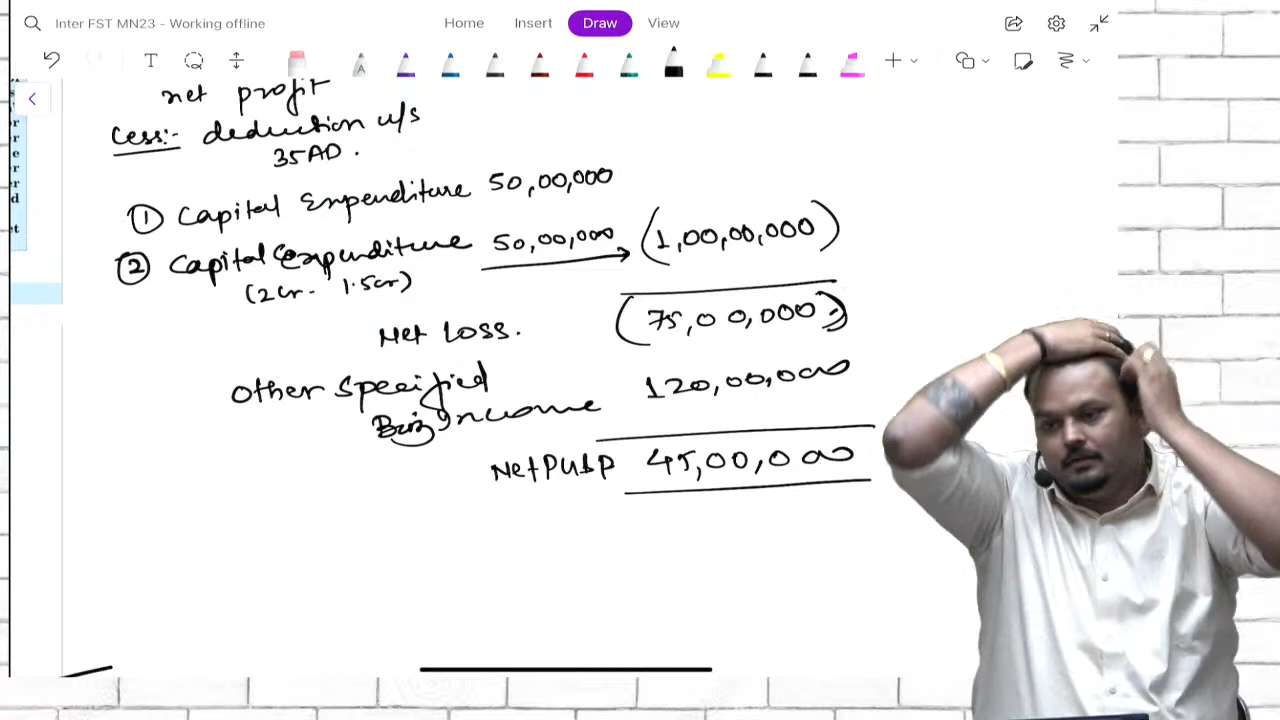 Inter FST MN23 - Working offline
Home Insert Draw View
net profit
Less:- deduction u/s
35AD.
① Capital Expenditure 50,00,000
② Capital Expenditure 50,00,000 → (1,00,00,000)
(2cr - 1.5cr)
Net Loss. (75,00,000)
Other Specified 120,00,000
Biz Income
Net PGBP 45,00,000